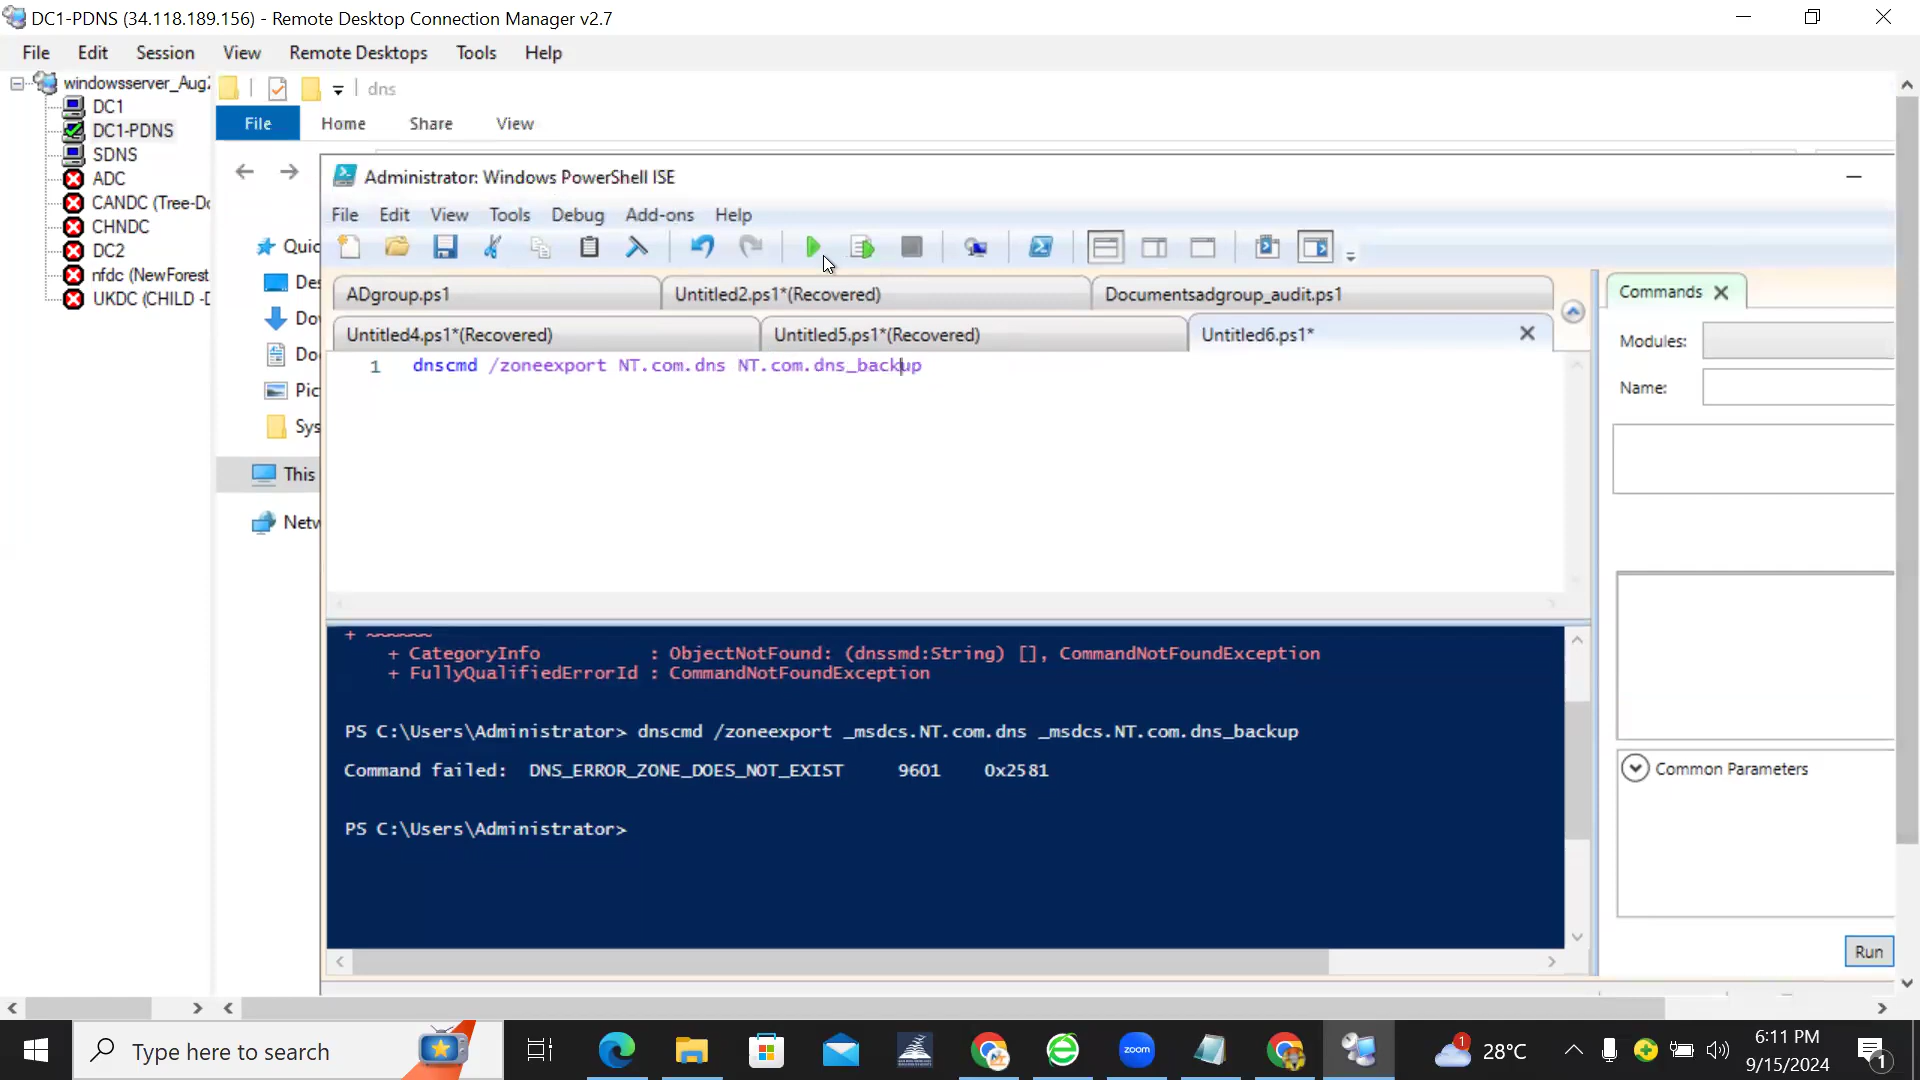 DC1-PDNS (34.118.189.156) - Remote Desktop Connection Manager v2.7
File Edit Session View Remote Desktops Tools Help
windowsserver_Aug
DC1
DC1-PDNS
SDNS
ADC
CANDC (Tree-Do
CHNDC
DC2
nfdc (NewForest
UKDC (CHILD -D
dns
File Home Share View
Quic
Des
Dov
Doc
Pic
Sys
This
Netw
Administrator: Windows PowerShell ISE
File Edit View Tools Debug Add-ons Help
ADgroup.ps1 Untitled2.ps1*(Recovered) Documentsadgroup_audit.ps1
Untitled4.ps1*(Recovered) Untitled5.ps1*(Recovered) Untitled6.ps1*
1 dnscmd /zoneexport NT.com.dns NT.com.dns_backup
+ ~~~~~~
+ CategoryInfo : ObjectNotFound: (dnssmd:String) [], CommandNotFoundException
+ FullyQualifiedErrorId : CommandNotFoundException
PS C:\Users\Administrator> dnscmd /zoneexport _msdcs.NT.com.dns _msdcs.NT.com.dns_backup
Command failed: DNS_ERROR_ZONE_DOES_NOT_EXIST 9601 0x2581
PS C:\Users\Administrator>
Commands
Modules:
Name:
Common Parameters
Run
Type here to search
zoom
1
28°C
6:11 PM
9/15/2024
1